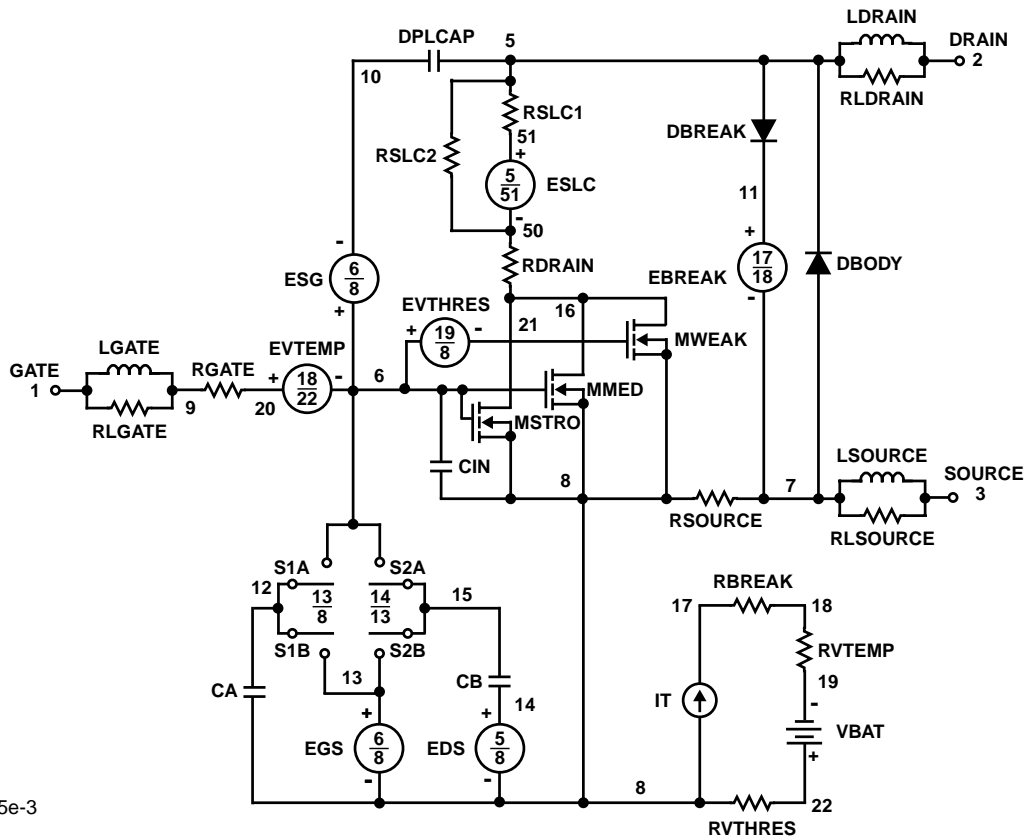 LDRAIN
DPLCAP 5 DRAIN
10 2
RLDRAIN
RSLC1
DBREAK
51
RSLC2 +
5
51 ESLC
11
-
50
- +
RDRAIN 17
6 EBREAK 18 DBODY
ESG 8
EVTHRES 16 -
+ + 19 - 21
8 MWEAK
LGATE EVTEMP
GATE RGATE + 18 - 6
1 22 MMED
9 20
RLGATE MSTRO
LSOURCE
CIN 8 7 SOURCE
3
RSOURCE
RLSOURCE
S1A S2A
12 13 14 15 RBREAK
8 13 17 18
S1B S2B
RVTEMP
13 CB
CA 19
14 IT -
+ +
VBAT
EGS 6 EDS 5
8 8 +
- - 8
22
RVTHRES
5e-3